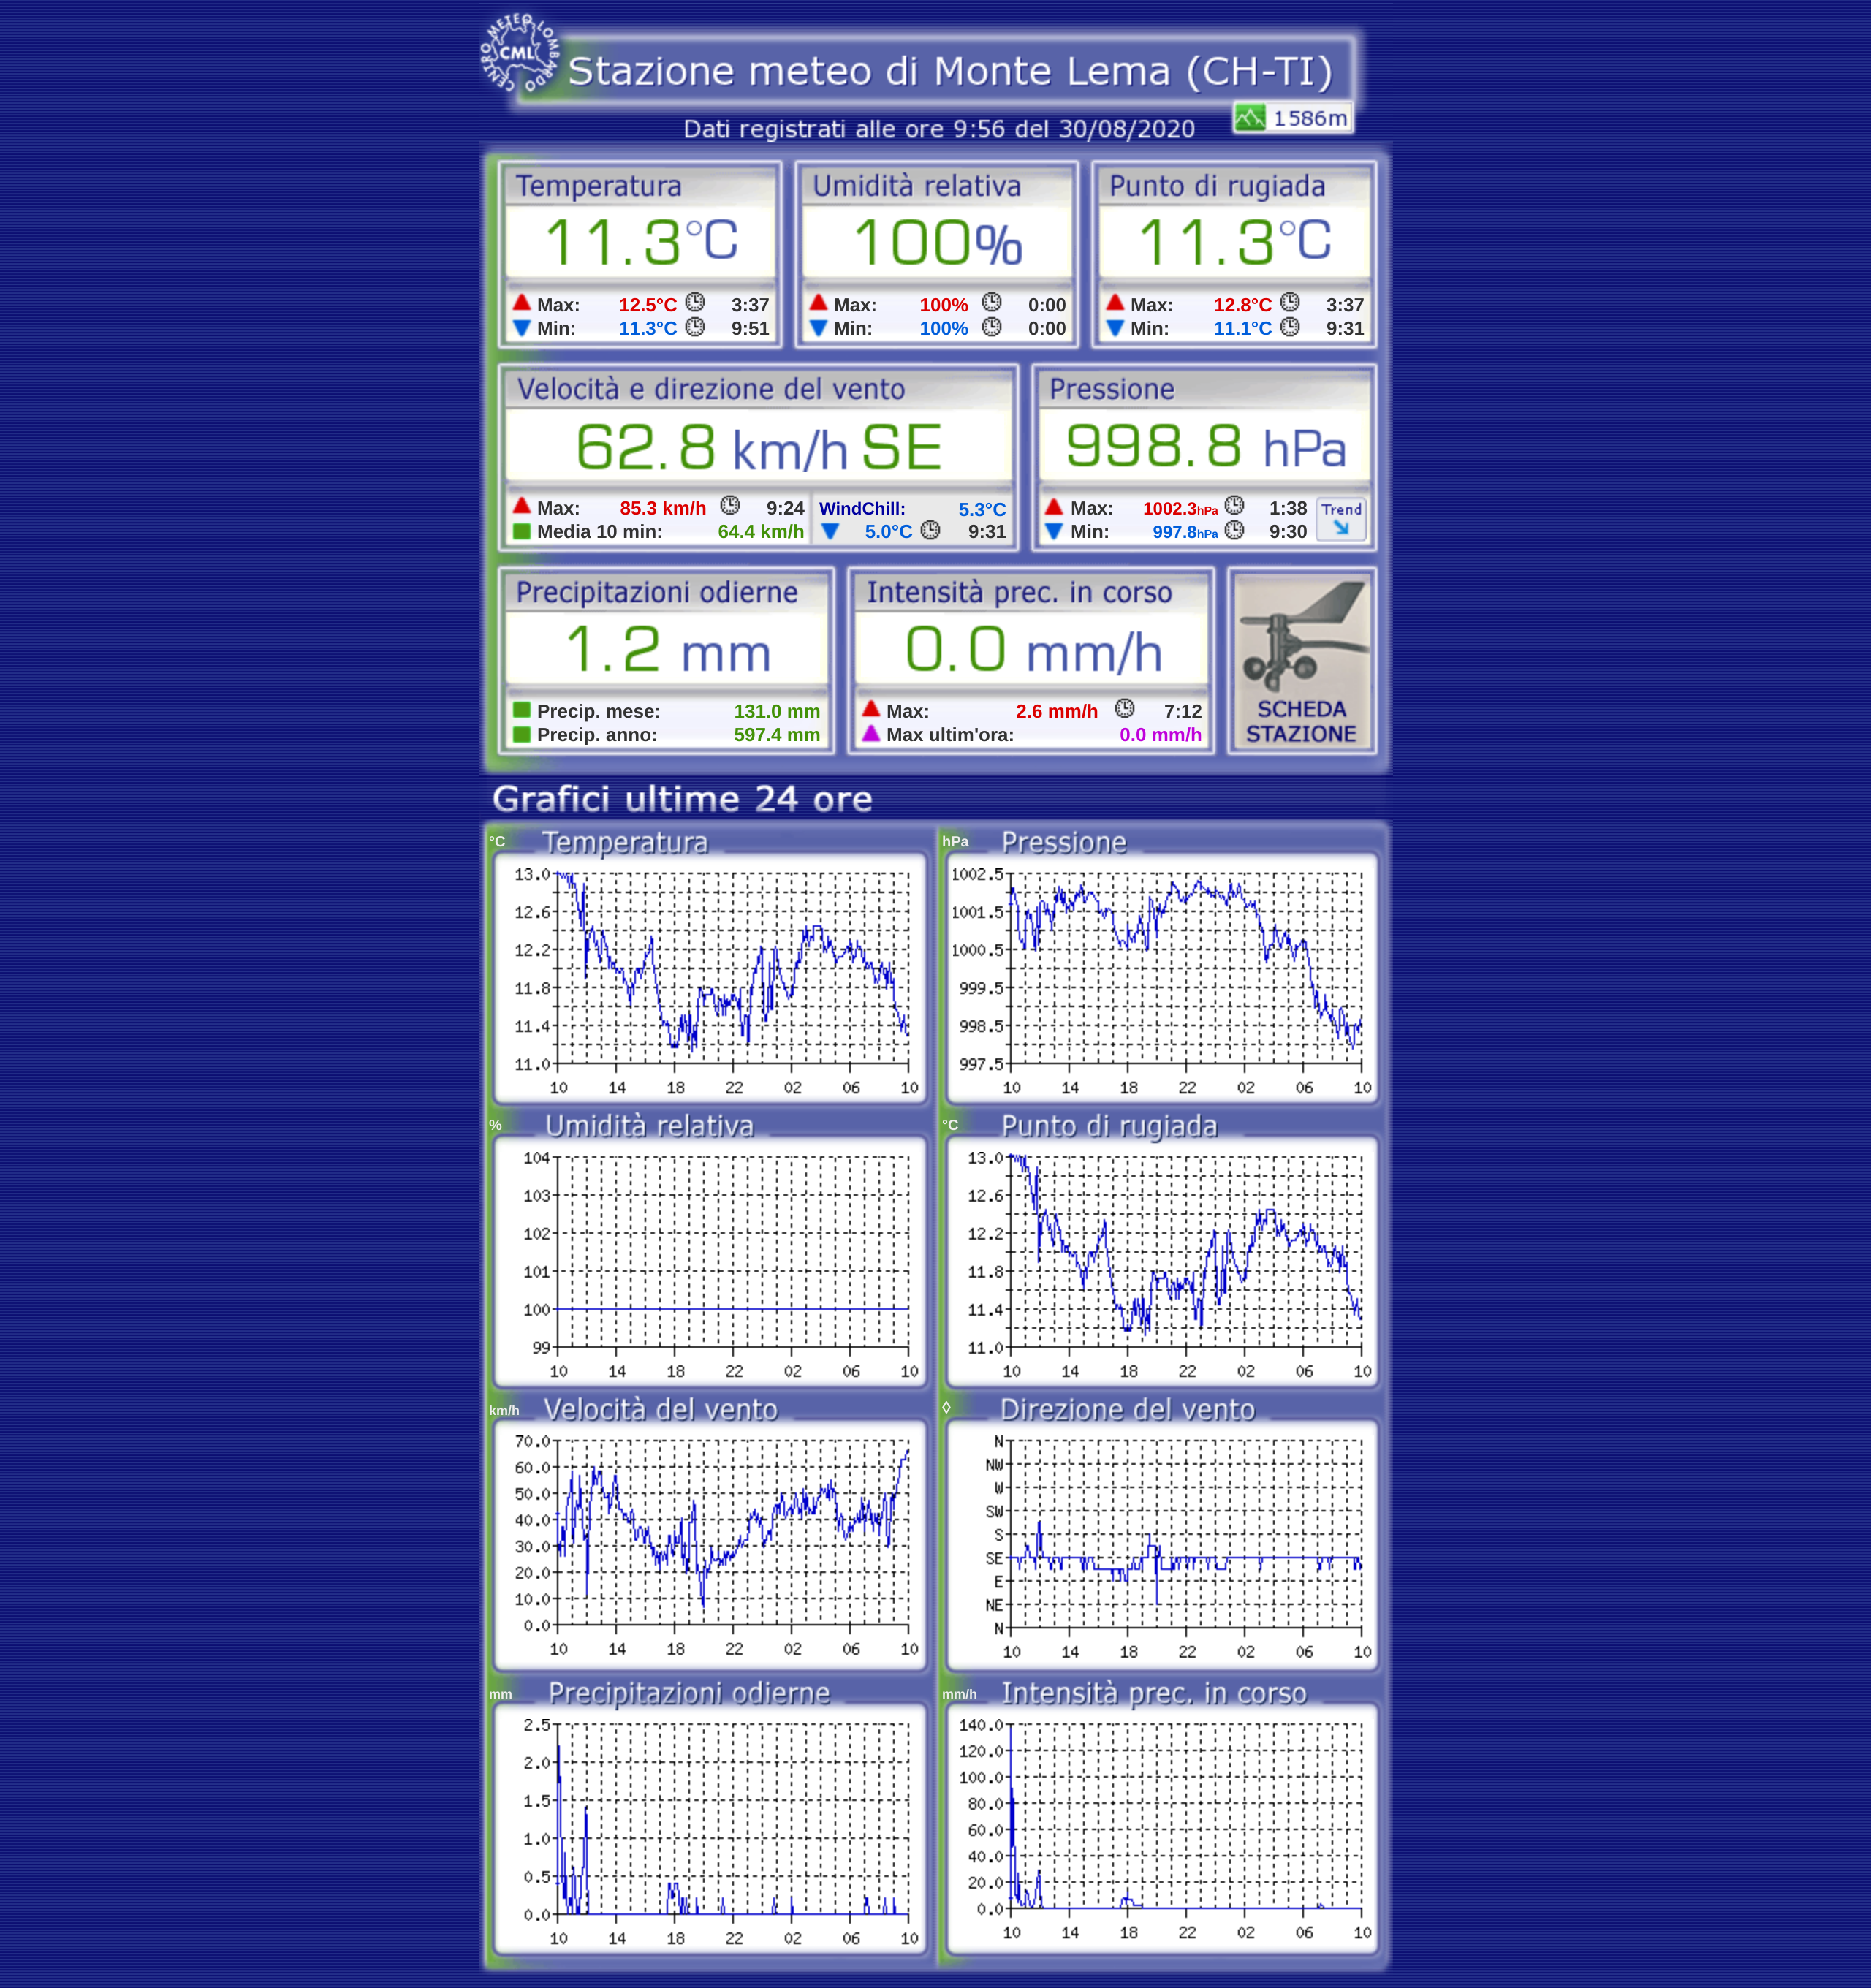 CENTRO METEO LOMBARDO
CML
Stazione meteo di Monte Lema (CH-TI)
1586m
Dati registrati alle ore 9:56 del 30/08/2020
Temperatura
11.3°C
Max: 12.5°C 3:37
Min: 11.3°C 9:51
Umidità relativa
100%
Max: 100% 0:00
Min: 100% 0:00
Punto di rugiada
11.3°C
Max: 12.8°C 3:37
Min: 11.1°C 9:31
Velocità e direzione del vento
62.8 km/h SE
Max: 85.3 km/h 9:24
Media 10 min: 64.4 km/h
WindChill: 5.3°C
5.0°C 9:31
Pressione
998.8 hPa
Max: 1002.3hPa 1:38
Min: 997.8hPa 9:30
Trend
Precipitazioni odierne
1.2 mm
Precip. mese: 131.0 mm
Precip. anno: 597.4 mm
Intensità prec. in corso
0.0 mm/h
Max: 2.6 mm/h 7:12
Max ultim'ora: 0.0 mm/h
SCHEDA
STAZIONE
Grafici ultime 24 ore
°C Temperatura
13.0
12.6
12.2
11.8
11.4
11.0
10 14 18 22 02 06 10
hPa Pressione
1002.5
1001.5
1000.5
999.5
998.5
997.5
10 14 18 22 02 06 10
% Umidità relativa
104
103
102
101
100
99
10 14 18 22 02 06 10
°C Punto di rugiada
13.0
12.6
12.2
11.8
11.4
11.0
10 14 18 22 02 06 10
km/h Velocità del vento
70.0
60.0
50.0
40.0
30.0
20.0
10.0
0.0
10 14 18 22 02 06 10
◊ Direzione del vento
N
NW
W
SW
S
SE
E
NE
N
10 14 18 22 02 06 10
mm Precipitazioni odierne
2.5
2.0
1.5
1.0
0.5
0.0
10 14 18 22 02 06 10
mm/h Intensità prec. in corso
140.0
120.0
100.0
80.0
60.0
40.0
20.0
0.0
10 14 18 22 02 06 10